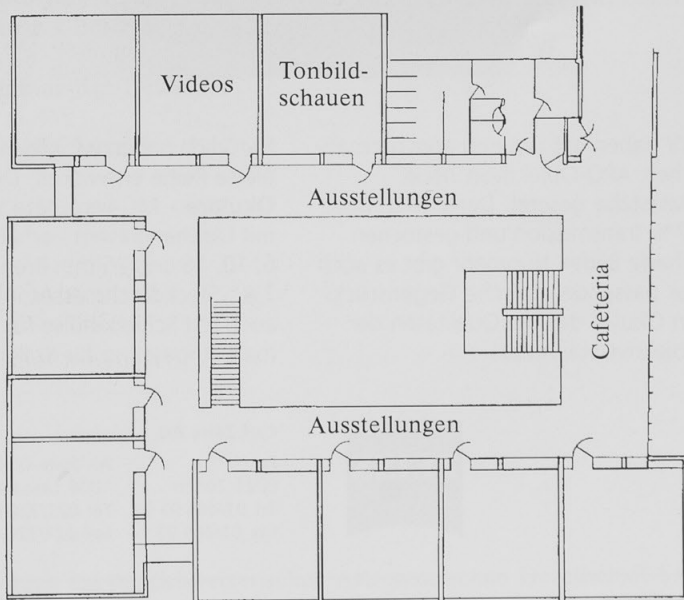 Videos
Tonbild-
schauen
Ausstellungen
Cafeteria
Ausstellungen